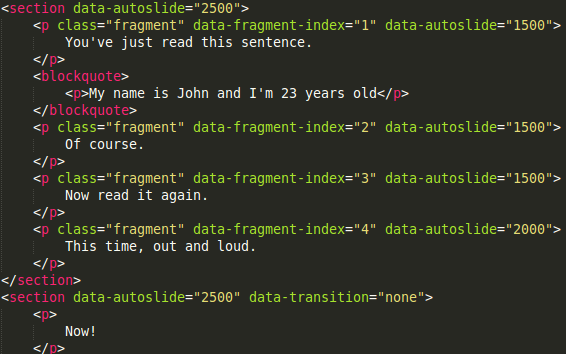 <section data-autoslide="2500">
    <p class="fragment" data-fragment-index="1" data-autoslide="1500">
        You've just read this sentence.
    </p>
    <blockquote>
        <p>My name is John and I'm 23 years old</p>
    </blockquote>
    <p class="fragment" data-fragment-index="2" data-autoslide="1500">
        Of course.
    </p>
    <p class="fragment" data-fragment-index="3" data-autoslide="1500">
        Now read it again.
    </p>
    <p class="fragment" data-fragment-index="4" data-autoslide="2000">
        This time, out and loud.
    </p>
</section>
<section data-autoslide="2500" data-transition="none">
    <p>
        Now!
    </p>